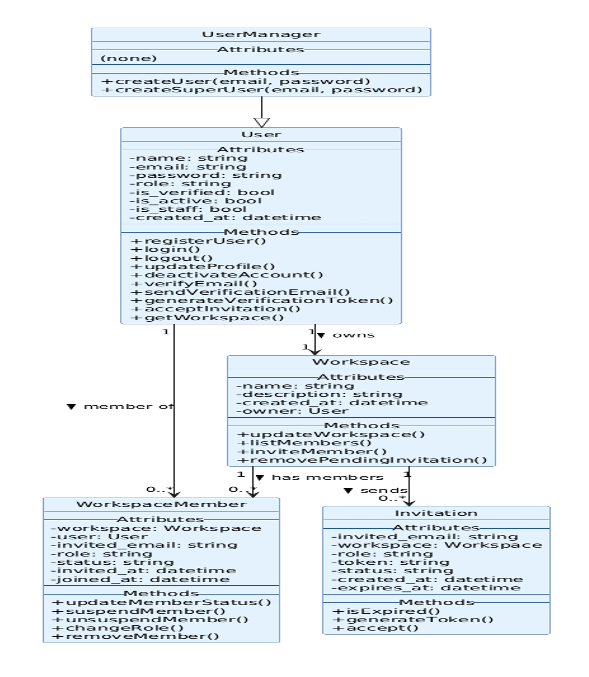 UserManager
Attributes
(none)
Methods
+createUser(email, password)
+createSuperUser(email, password)
User
Attributes
-name: string
-email: string
-password: string
-role: string
-is_verified: bool
-is_active: bool
-is_staff: bool
-created_at: datetime
Methods
+registerUser()
+login()
+logout()
+updateProfile()
+deactivateAccount()
+verifyEmail()
+sendVerificationEmail()
+generateVerificationToken()
+acceptInvitation()
+getWorkspace()
1
1
▼ owns
1
Workspace
Attributes
-name: string
-description: string
-created_at: datetime
-owner: User
Methods
+updateWorkspace()
+listMembers()
+inviteMember()
+removePendingInvitation()
▼ member of
1
▼ has members
1
▼ sends
0..*
0..*
0..*
WorkspaceMember
Attributes
-workspace: Workspace
-user: User
-invited_email: string
-role: string
-status: string
-invited_at: datetime
-joined_at: datetime
Methods
+updateMemberStatus()
+suspendMember()
+unsuspendMember()
+changeRole()
+removeMember()
Invitation
Attributes
-invited_email: string
-workspace: Workspace
-role: string
-token: string
-status: string
-created_at: datetime
-expires_at: datetime
Methods
+isExpired()
+generateToken()
+accept()